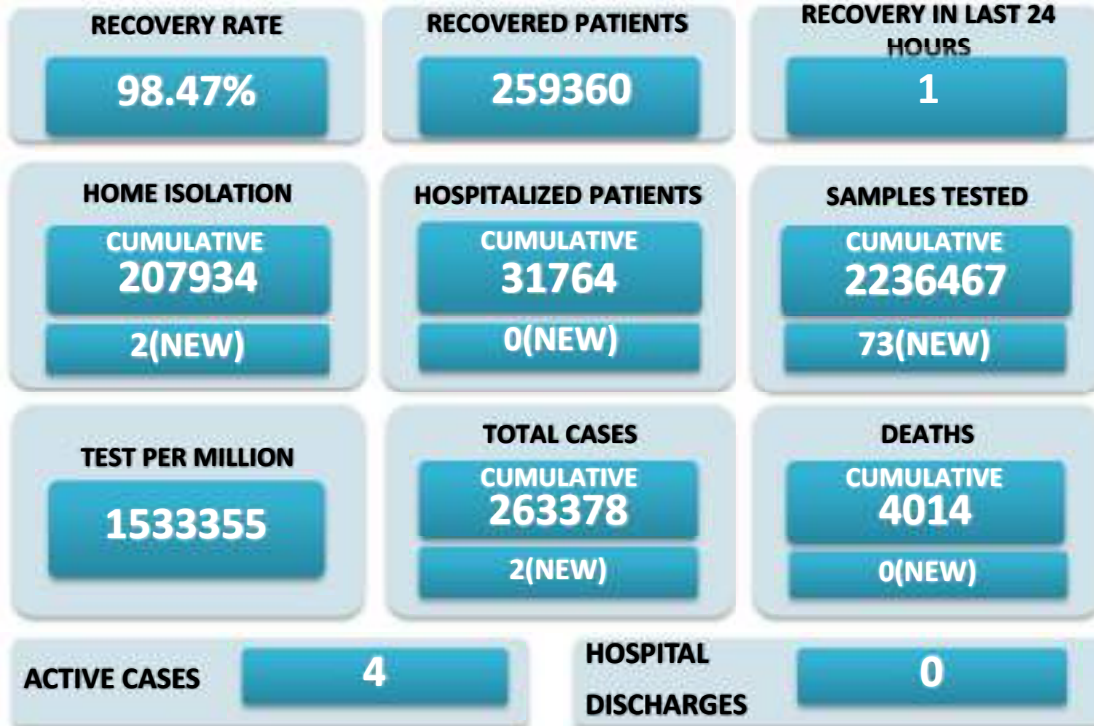 RECOVERY RATE
98.47%
RECOVERED PATIENTS
259360
RECOVERY IN LAST 24
HOURS
1
HOME ISOLATION
CUMULATIVE
207934
2(NEW)
HOSPITALIZED PATIENTS
CUMULATIVE
31764
0(NEW)
SAMPLES TESTED
CUMULATIVE
2236467
73(NEW)
TEST PER MILLION
1533355
TOTAL CASES
CUMULATIVE
263378
2(NEW)
DEATHS
CUMULATIVE
4014
0(NEW)
ACTIVE CASES
4
HOSPITAL
DISCHARGES
0